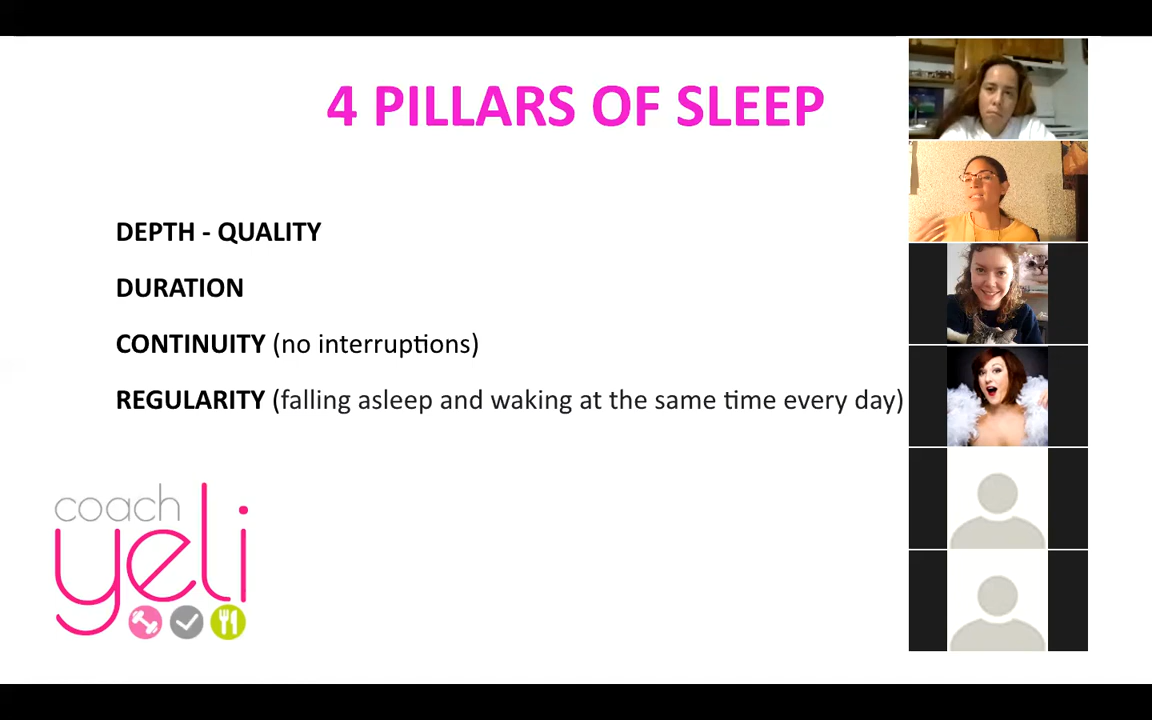 4 PILLARS OF SLEEP
DEPTH - QUALITY
DURATION
CONTINUITY (no interruptions)
REGULARITY (falling asleep and waking at the same time every day)
coach
yeli